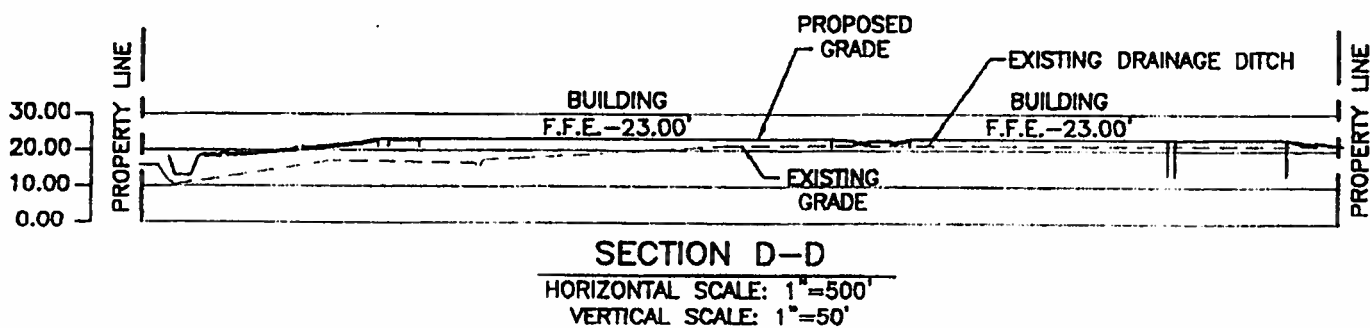 PROPOSED
GRADE
EXISTING DRAINAGE DITCH
PROPERTY LINE
PROPERTY LINE
BUILDING
F.F.E.-23.00'
BUILDING
F.F.E.-23.00'
30.00
20.00
10.00
0.00
EXISTING
GRADE
SECTION D-D
HORIZONTAL SCALE: 1"=500'
VERTICAL SCALE: 1"=50'